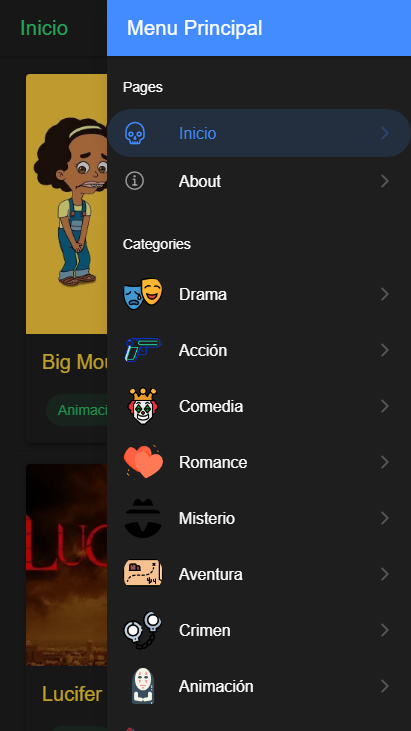 Inicio
Menu Principal
Pages
Inicio
About
Categories
Drama
Acción
Comedia
Romance
Misterio
Aventura
Crimen
Animación
Big Mou
Animaci
Luc
Lucifer